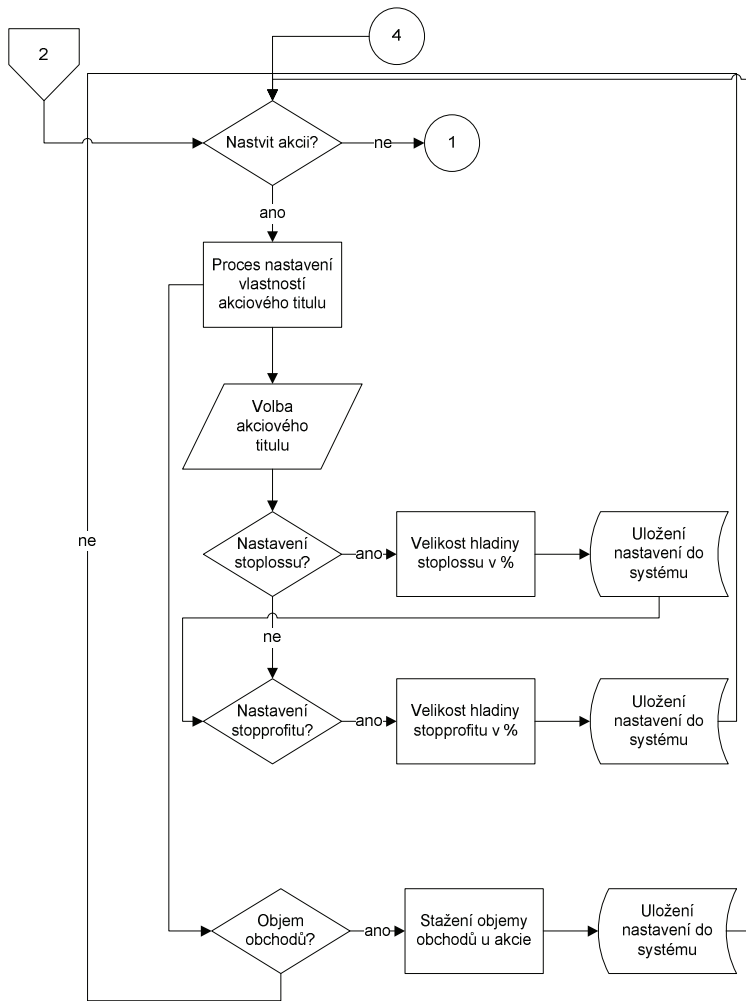 4
2
Nastvit akcii?
ne
1
ano
Proces nastavení
vlastností
akciového titulu
Volba
akciového
titulu
ne
Nastavení
stoplossu?
ano
Velikost hladiny
stoplossu v %
Uložení
nastavení do
systému
ne
Nastavení
stopprofitu?
ano
Velikost hladiny
stopprofitu v %
Uložení
nastavení do
systému
Objem
obchodů?
ano
Stažení objemy
obchodů u akcie
Uložení
nastavení do
systému